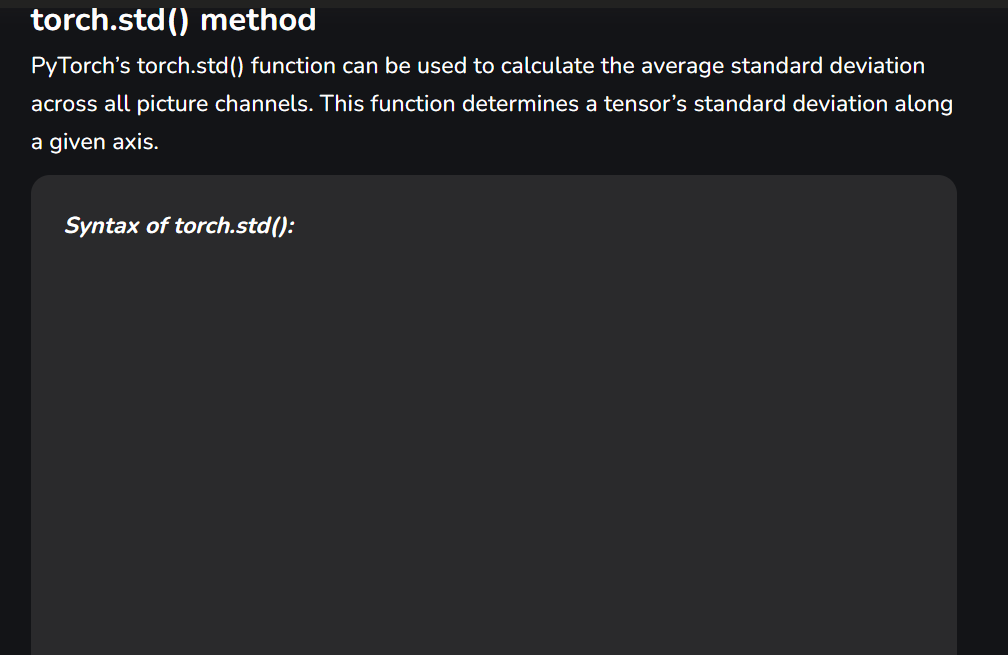 torch.std() method
PyTorch’s torch.std() function can be used to calculate the average standard deviation
across all picture channels. This function determines a tensor’s standard deviation along
a given axis.
Syntax of torch.std():